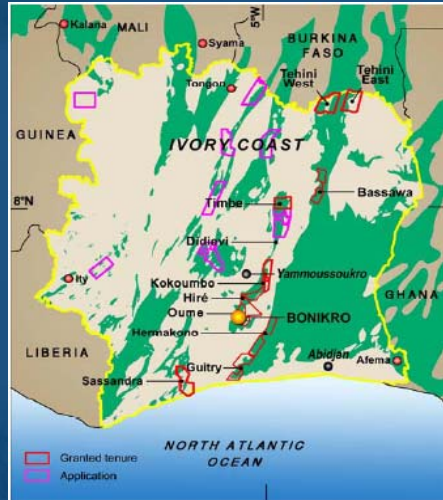 5°W
Kalana
MALI
Syama
BURKINA
FASO
Tehini
West
Tehini
East
Tongon
GUINEA
IVORY COAST
8°N
Bassawa
Timbe
Didievi
Ity
Yammoussoukro
Kokoumbo
Hiré
GHANA
Oume
BONIKRO
Hermakono
LIBERIA
Abidjan
Afema
Guitry
Sassandra
NORTH ATLANTIC
OCEAN
Granted tenure
Application